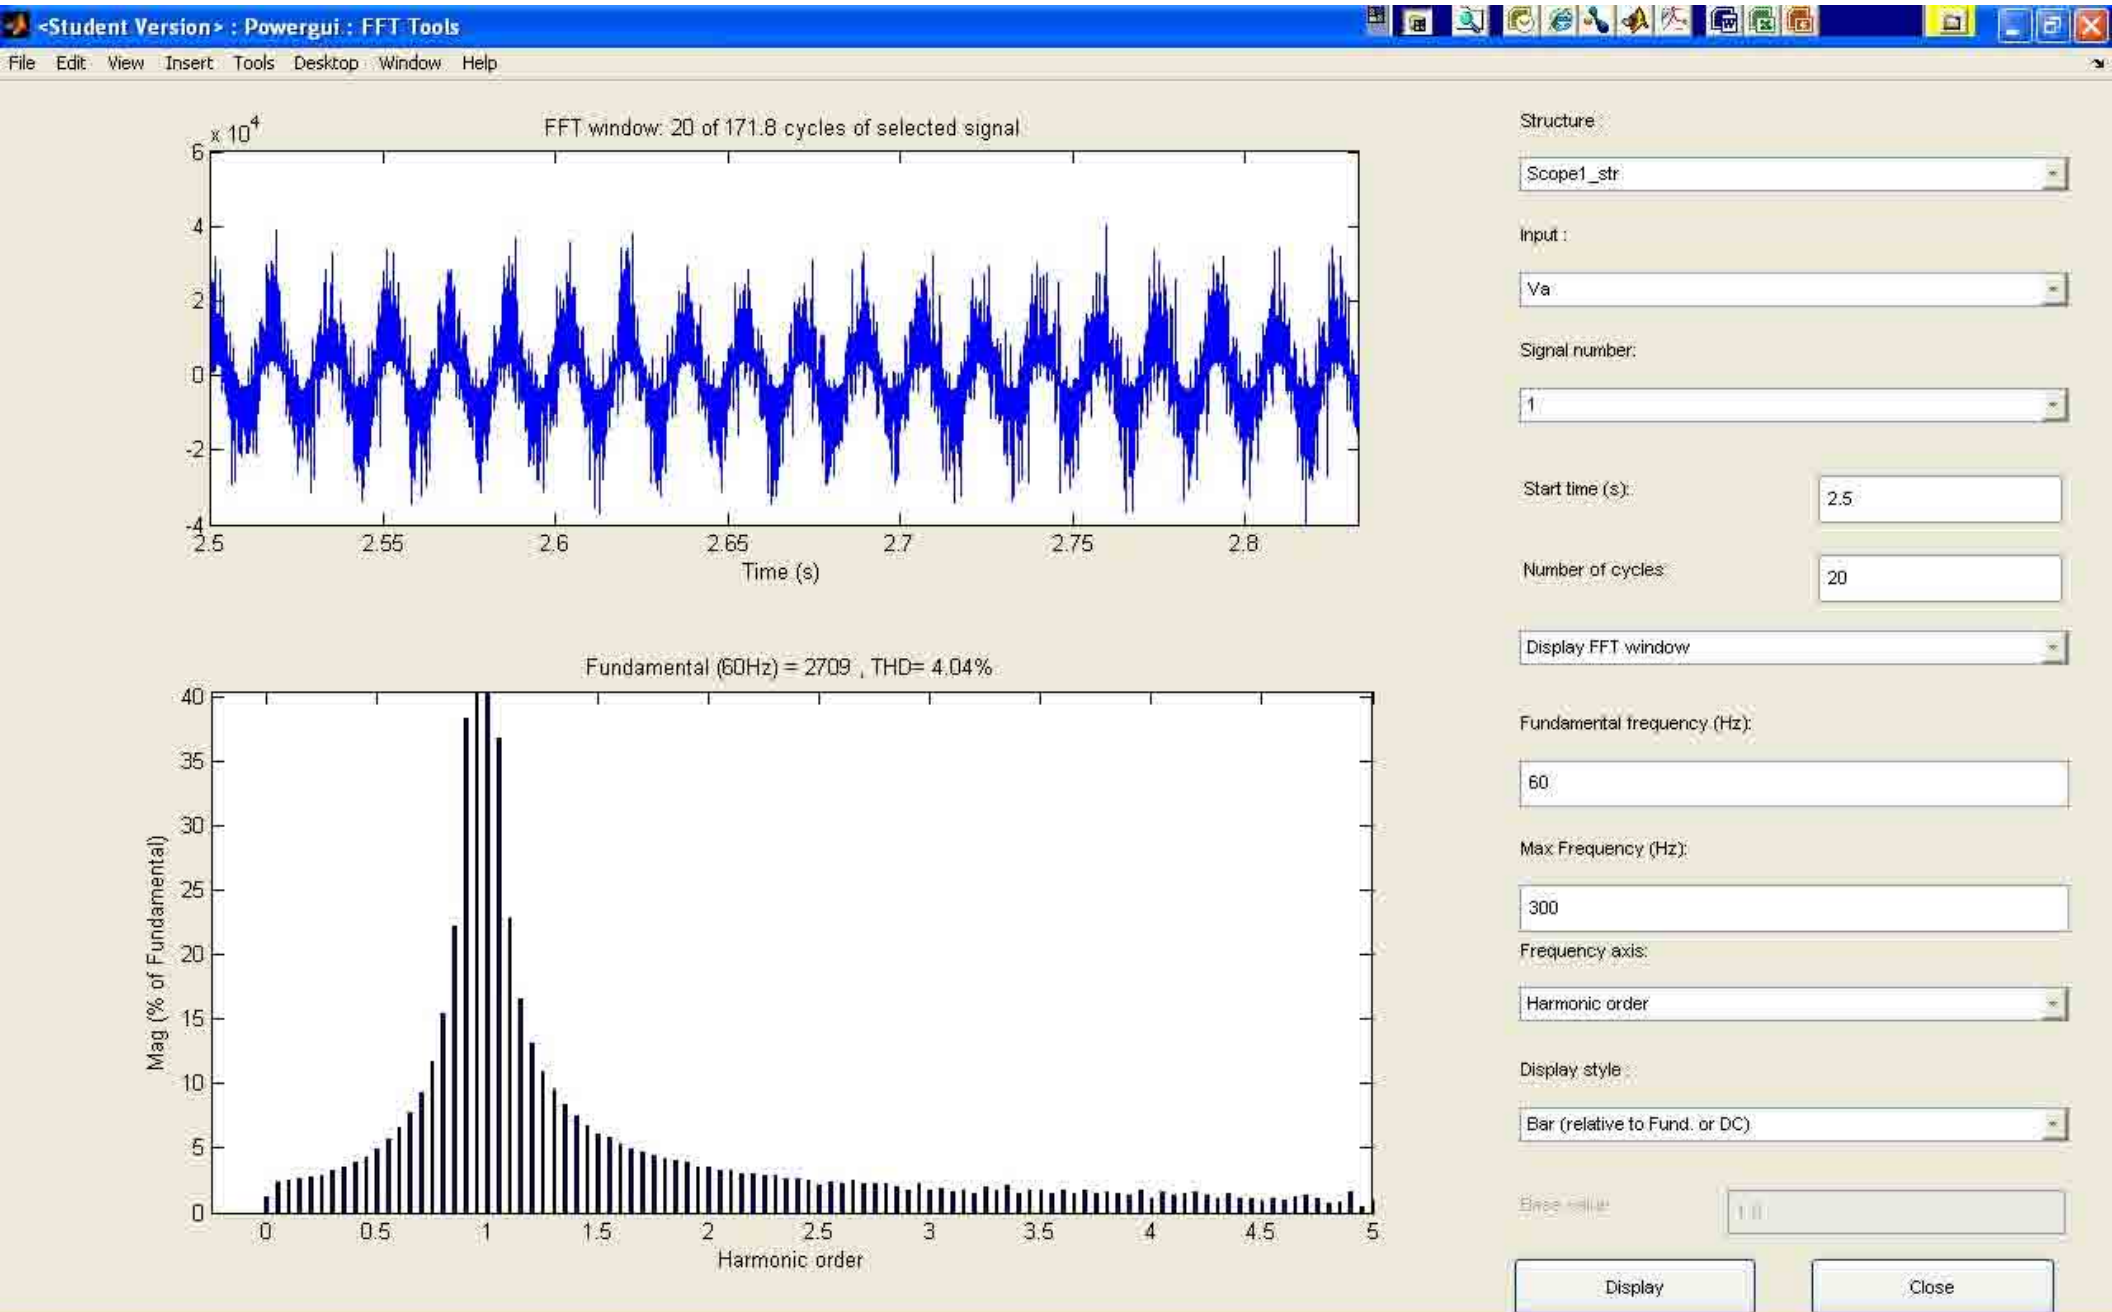 <Student Version> : Powergui : FFT Tools
File Edit View Insert Tools Desktop Window Help
x 10^4
FFT window: 20 of 171.8 cycles of selected signal
6
4
2
0
-2
-4
2.5 2.55 2.6 2.65 2.7 2.75 2.8
Time (s)
Fundamental (60Hz) = 2709 , THD= 4.04%
40
35
30
25
20
15
10
5
0
Mag (% of Fundamental)
0 0.5 1 1.5 2 2.5 3 3.5 4 4.5 5
Harmonic order
Structure :
Scope1_str
Input :
Va
Signal number:
1
Start time (s): 2.5
Number of cycles: 20
Display FFT window
Fundamental frequency (Hz):
60
Max Frequency (Hz):
300
Frequency axis:
Harmonic order
Display style :
Bar (relative to Fund. or DC)
Base value: 1.0
Display Close